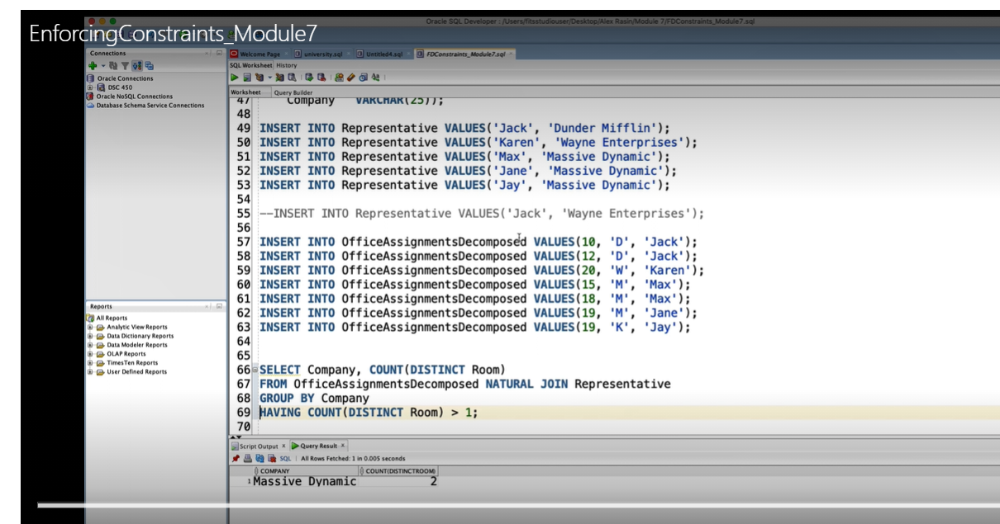 Oracle SQL Developer : /Users/fitsstudiouser/Desktop/Alex Rasin/Module 7/FDConstraints_Module7.sql
EnforcingConstraints_Module7
Connections
Oracle Connections
DSC 450
Oracle NoSQL Connections
Database Schema Service Connections
Welcome Page university.sql Untitled4.sql FDConstraints_Module7.sql
SQL Worksheet History
Worksheet Query Builder
47 Company VARCHAR(25));
48
49 INSERT INTO Representative VALUES('Jack', 'Dunder Mifflin');
50 INSERT INTO Representative VALUES('Karen', 'Wayne Enterprises');
51 INSERT INTO Representative VALUES('Max', 'Massive Dynamic');
52 INSERT INTO Representative VALUES('Jane', 'Massive Dynamic');
53 INSERT INTO Representative VALUES('Jay', 'Massive Dynamic');
54
55 --INSERT INTO Representative VALUES('Jack', 'Wayne Enterprises');
56
57 INSERT INTO OfficeAssignmentsDecomposed VALUES(10, 'D', 'Jack');
58 INSERT INTO OfficeAssignmentsDecomposed VALUES(12, 'D', 'Jack');
59 INSERT INTO OfficeAssignmentsDecomposed VALUES(20, 'W', 'Karen');
60 INSERT INTO OfficeAssignmentsDecomposed VALUES(15, 'M', 'Max');
61 INSERT INTO OfficeAssignmentsDecomposed VALUES(18, 'M', 'Max');
62 INSERT INTO OfficeAssignmentsDecomposed VALUES(19, 'M', 'Jane');
63 INSERT INTO OfficeAssignmentsDecomposed VALUES(19, 'K', 'Jay');
64
65
66 SELECT Company, COUNT(DISTINCT Room)
67 FROM OfficeAssignmentsDecomposed NATURAL JOIN Representative
68 GROUP BY Company
69 HAVING COUNT(DISTINCT Room) > 1;
70
Reports
All Reports
Analytic View Reports
Data Dictionary Reports
Data Modeler Reports
OLAP Reports
TimesTen Reports
User Defined Reports
Script Output x Query Result x
SQL | All Rows Fetched: 1 in 0.005 seconds
COMPANY COUNT(DISTINCTROOM)
1 Massive Dynamic 2